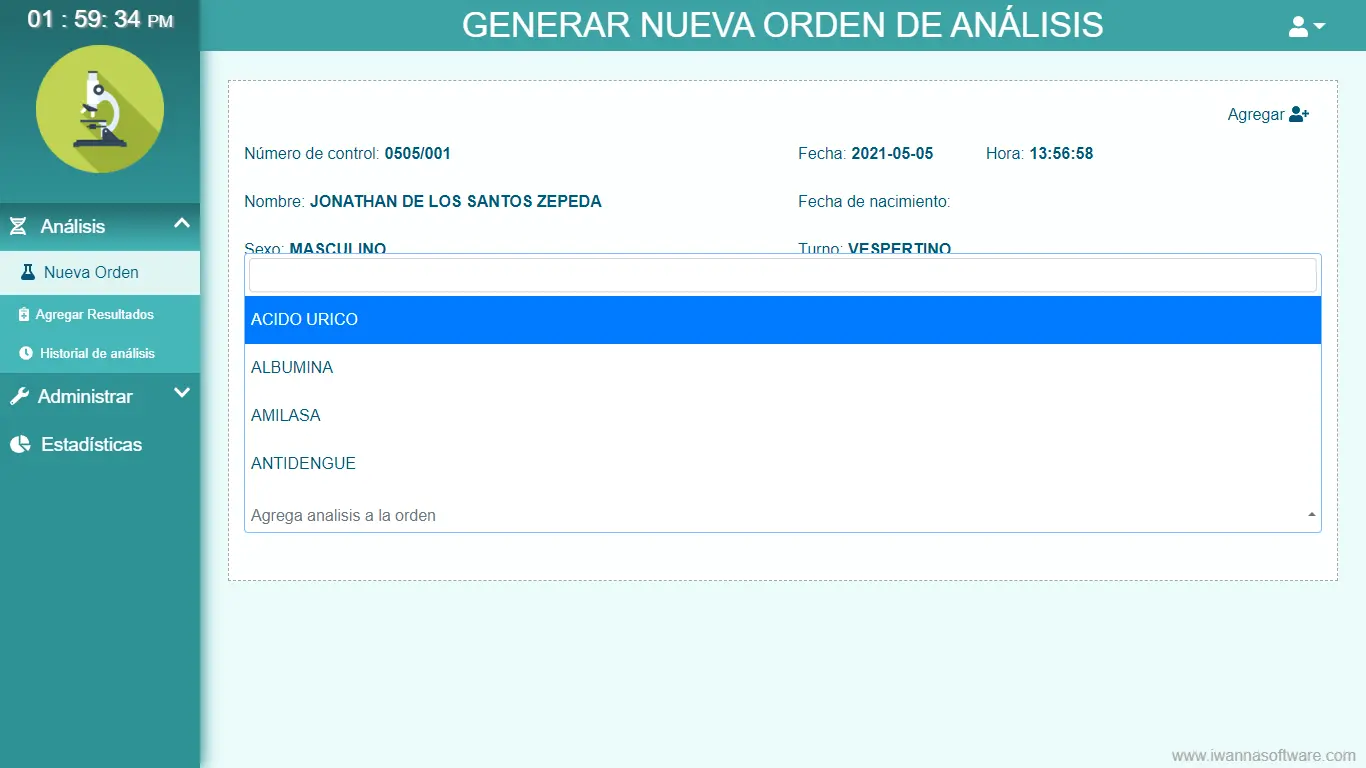 01 : 59: 34 PM
GENERAR NUEVA ORDEN DE ANÁLISIS
Agregar
Número de control: 0505/001 Fecha: 2021-05-05 Hora: 13:56:58
Nombre: JONATHAN DE LOS SANTOS ZEPEDA Fecha de nacimiento:
Sexo: MASCULINO Turno: VESPERTINO
ACIDO URICO
ALBUMINA
AMILASA
ANTIDENGUE
Agrega analisis a la orden
Análisis
Nueva Orden
Agregar Resultados
Historial de análisis
Administrar
Estadísticas
www.iwannasoftware.com